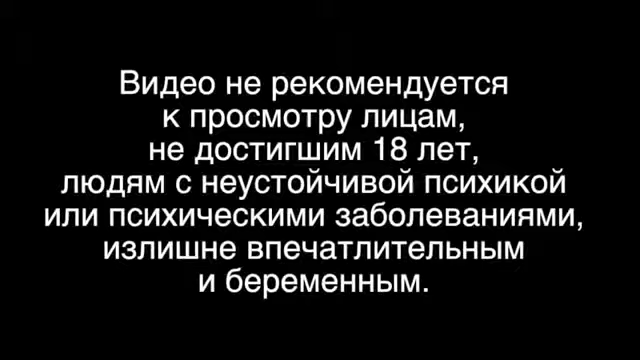 Видео не рекомендуется
к просмотру лицам,
не достигшим 18 лет,
людям с неустойчивой психикой
или психическими заболеваниями,
излишне впечатлительным
и беременным.